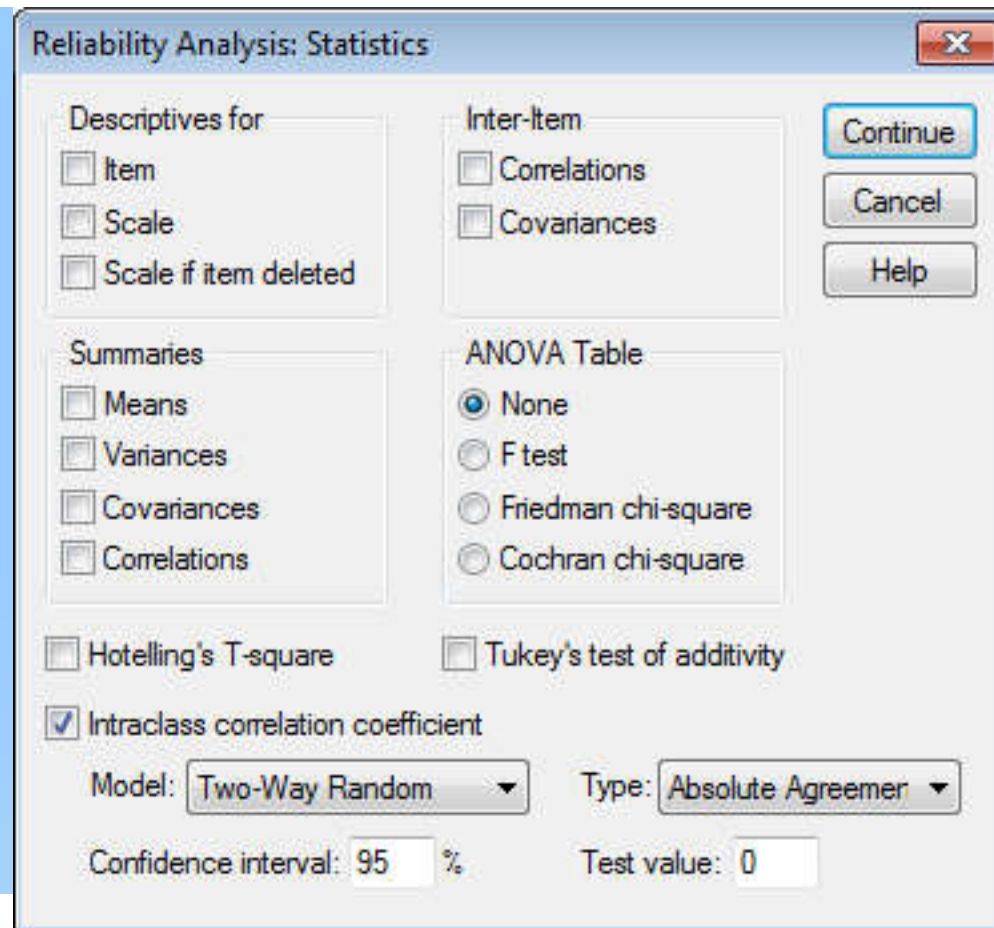 Reliability Analysis: Statistics
Descriptives for
Item
Scale
Scale if item deleted
Inter-Item
Correlations
Covariances
Continue
Cancel
Help
Summaries
Means
Variances
Covariances
Correlations
ANOVA Table
None
F test
Friedman chi-square
Cochran chi-square
Hotelling's T-square
Tukey's test of additivity
Intraclass correlation coefficient
Model: Two-Way Random
Type: Absolute Agreemer
Confidence interval: 95 %
Test value: 0